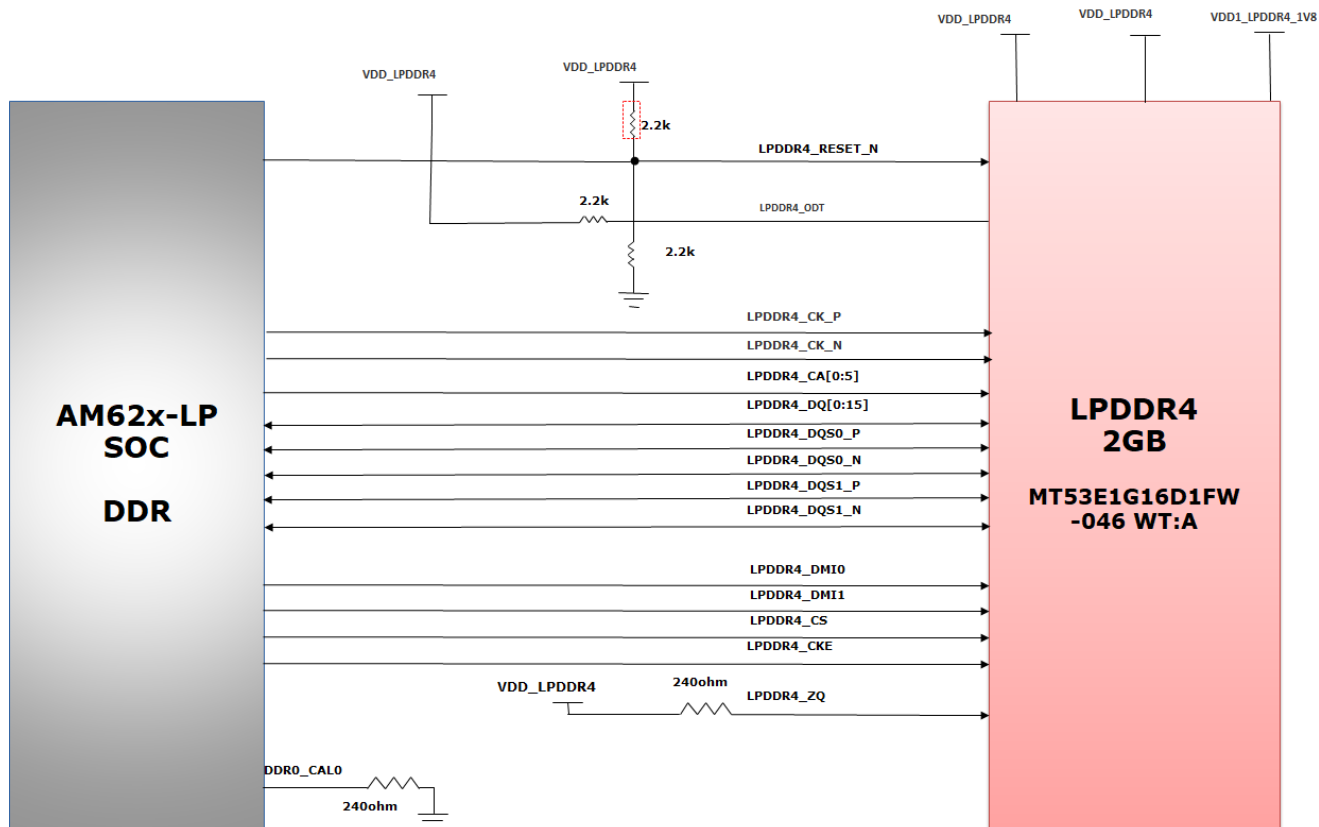 VDD_LPDDR4
VDD_LPDDR4
VDD1_LPDDR4_1V8
VDD_LPDDR4
VDD_LPDDR4
2.2k
LPDDR4_RESET_N
2.2k
LPDDR4_ODT
2.2k
LPDDR4_CK_P
LPDDR4_CK_N
LPDDR4_CA[0:5]
LPDDR4_DQ[0:15]
LPDDR4_DQS0_P
LPDDR4_DQS0_N
LPDDR4_DQS1_P
LPDDR4_DQS1_N
AM62x-LP
SOC
DDR
LPDDR4
2GB
MT53E1G16D1FW
-046 WT:A
LPDDR4_DMI0
LPDDR4_DMI1
LPDDR4_CS
LPDDR4_CKE
VDD_LPDDR4
240ohm
LPDDR4_ZQ
DDR0_CAL0
240ohm